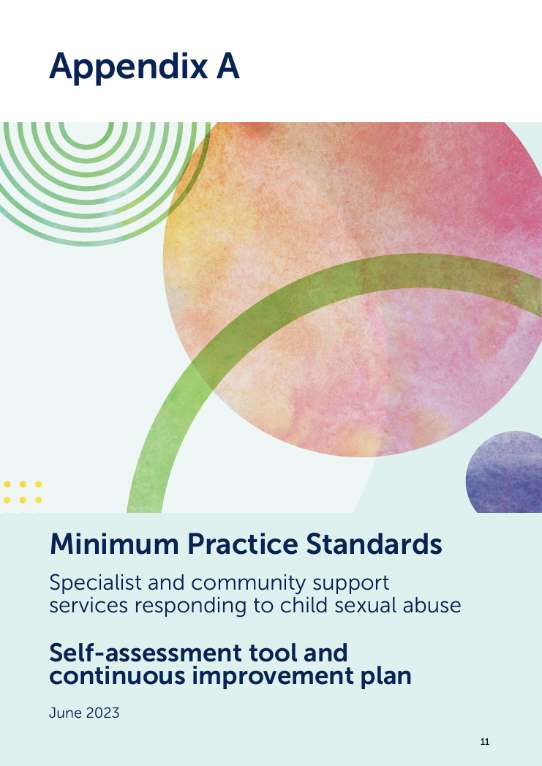 Appendix A
Minimum Practice Standards
Specialist and community support
services responding to child sexual abuse
Self-assessment tool and
continuous improvement plan
June 2023
11